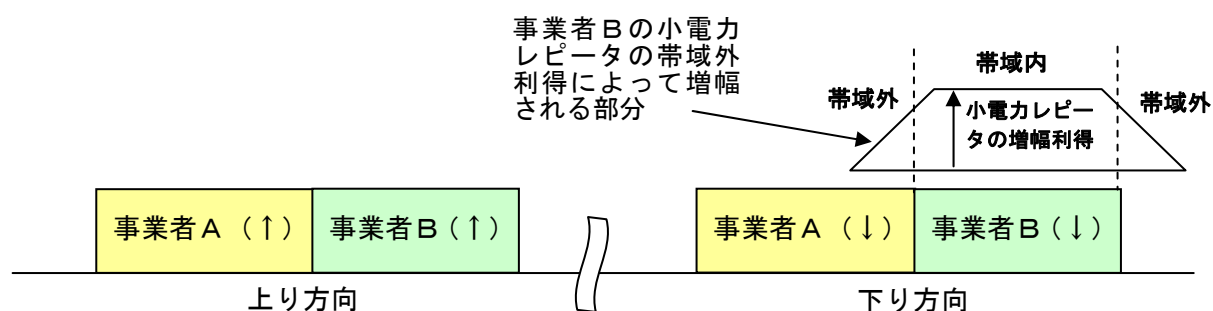 事業者Bの小電力
レピータの帯域外
利得によって増幅
される部分
帯域外
帯域内
帯域外
小電力レピー
タの増幅利得
事業者A（↑）
事業者B（↑）
事業者A（↓）
事業者B（↓）
上り方向
下り方向